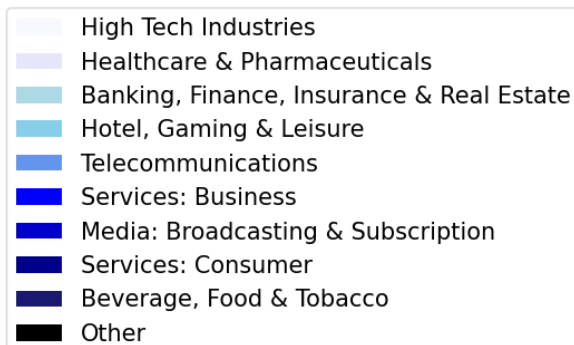 High Tech Industries
Healthcare & Pharmaceuticals
Banking, Finance, Insurance & Real Estate
Hotel, Gaming & Leisure
Telecommunications
Services: Business
Media: Broadcasting & Subscription
Services: Consumer
Beverage, Food & Tobacco
Other